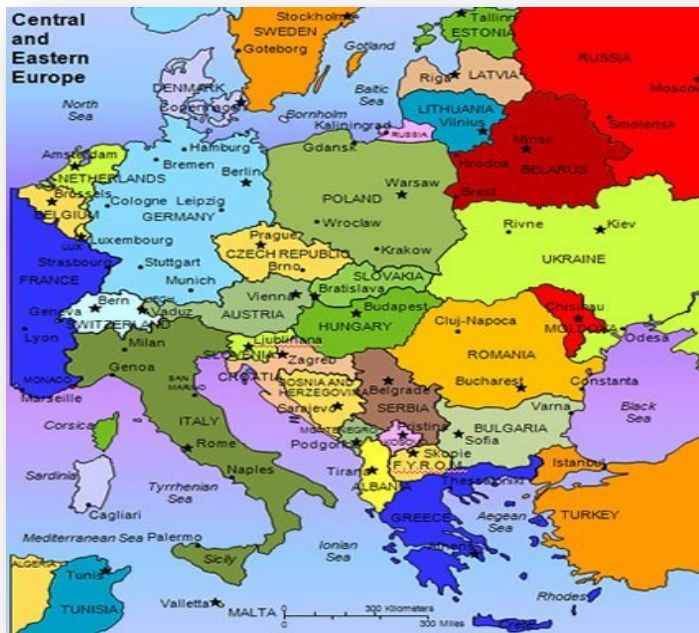 Central
and
Eastern
Europe
Stockholm
SWEDEN
Goteborg
Gotland
Tallinn
ESTONIA
RUSSIA
Moscow
Riga
LATVIA
Baltic
Sea
DENMARK
Copenhagen
North
Sea
Bornholm
LITHUANIA
Vilnius
Smolensk
Kaliningrad
RUSSIA
Gdansk
Minsk
BELARUS
Hrodna
Brest
Hamburg
Bremen
Berlin
Amsterdam
NETHERLANDS
Brussels
BELGIUM
Cologne
Leipzig
GERMANY
POLAND
Warsaw
Wroclaw
Krakow
Rivne
Kiev
UKRAINE
LUX
Luxembourg
Prague
CZECH REPUBLIC
Brno
FRANCE
Strasbourg
Stuttgart
Munich
SLOVAKIA
Bratislava
Vienna
AUSTRIA
Bern
Geneva
SWITZERLAND
Vaduz
Budapest
HUNGARY
Chisinau
MOLDOVA
Odesa
Cluj-Napoca
ROMANIA
Bucharest
Constanta
Lyon
Milan
Genoa
Ljubljana
SLOVENIA
Zagreb
CROATIA
MONACO
Marseille
SAN
MARINO
BOSNIA AND
HERZEGOVINA
Sarajevo
Belgrade
SERBIA
Varna
BULGARIA
Sofia
Black
Sea
Corsica
ITALY
Rome
MONTENEGRO
Pristina
KOSOVO
Skopje
F.Y.R.O.M.
Tirana
ALBANIA
Istanbul
Sardinia
Naples
Tyrrhenian
Sea
Thessaloniki
GREECE
Aegean
Sea
TURKEY
Cagliari
Mediterranean Sea
Palermo
Sicily
Ionian
Sea
Athens
ALGERIA
Tunis
TUNISIA
Valletta
MALTA
Rhodes
0
300 Kilometers
300 Miles